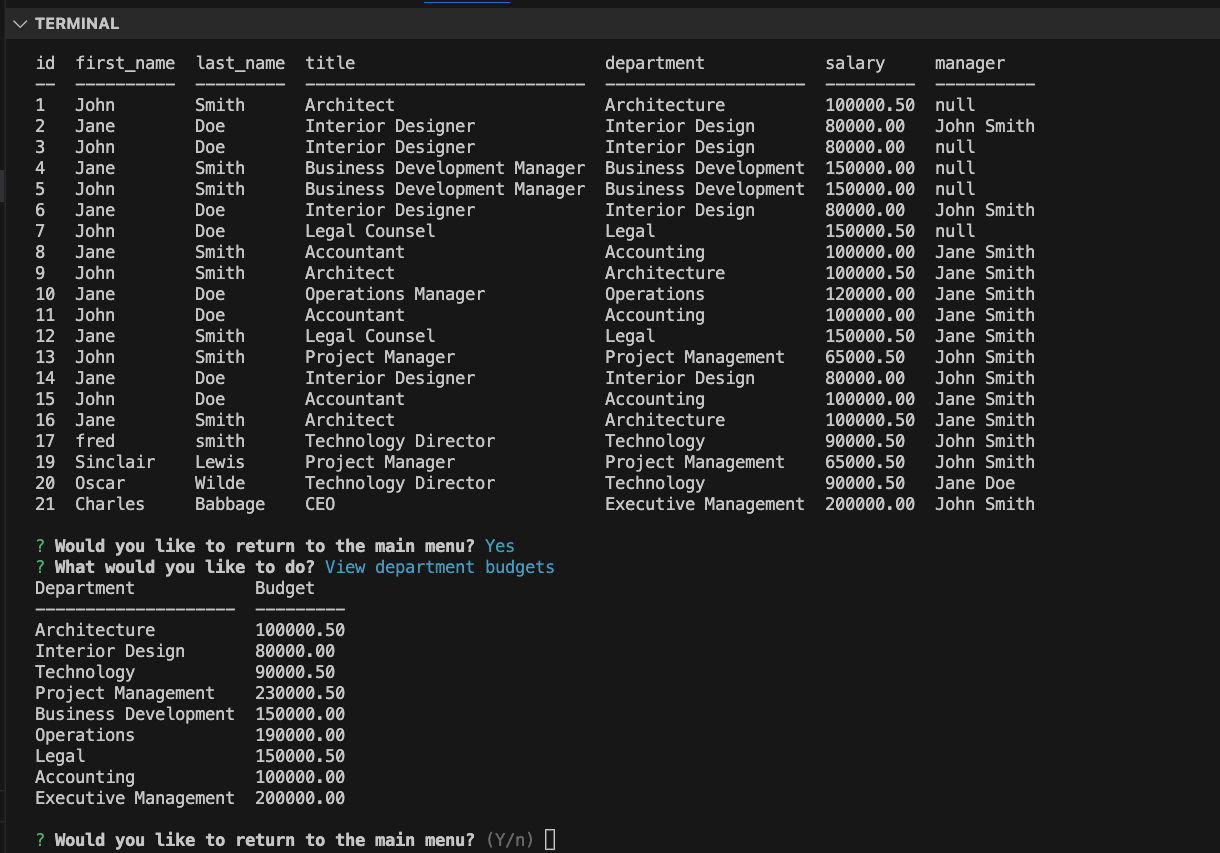 TERMINAL
id first_name last_name title department salary manager
-- ---------- --------- ---------------------------- -------------------- --------- ----------
1 John Smith Architect Architecture 100000.50 null
2 Jane Doe Interior Designer Interior Design 80000.00 John Smith
3 John Doe Interior Designer Interior Design 80000.00 null
4 Jane Smith Business Development Manager Business Development 150000.00 null
5 John Smith Business Development Manager Business Development 150000.00 null
6 Jane Doe Interior Designer Interior Design 80000.00 John Smith
7 John Doe Legal Counsel Legal 150000.50 null
8 Jane Smith Accountant Accounting 100000.00 Jane Smith
9 John Smith Architect Architecture 100000.50 Jane Smith
10 Jane Doe Operations Manager Operations 120000.00 Jane Smith
11 John Doe Accountant Accounting 100000.00 Jane Smith
12 Jane Smith Legal Counsel Legal 150000.50 Jane Smith
13 John Smith Project Manager Project Management 65000.50 John Smith
14 Jane Doe Interior Designer Interior Design 80000.00 John Smith
15 John Doe Accountant Accounting 100000.00 John Smith
16 Jane Smith Architect Architecture 100000.50 Jane Smith
17 fred smith Technology Director Technology 90000.50 John Smith
19 Sinclair Lewis Project Manager Project Management 65000.50 John Smith
20 Oscar Wilde Technology Director Technology 90000.50 Jane Doe
21 Charles Babbage CEO Executive Management 200000.00 John Smith
? Would you like to return to the main menu? Yes
? What would you like to do? View department budgets
Department Budget
-------------------- ---------
Architecture 100000.50
Interior Design 80000.00
Technology 90000.50
Project Management 230000.50
Business Development 150000.00
Operations 190000.00
Legal 150000.50
Accounting 100000.00
Executive Management 200000.00
? Would you like to return to the main menu? (Y/n)